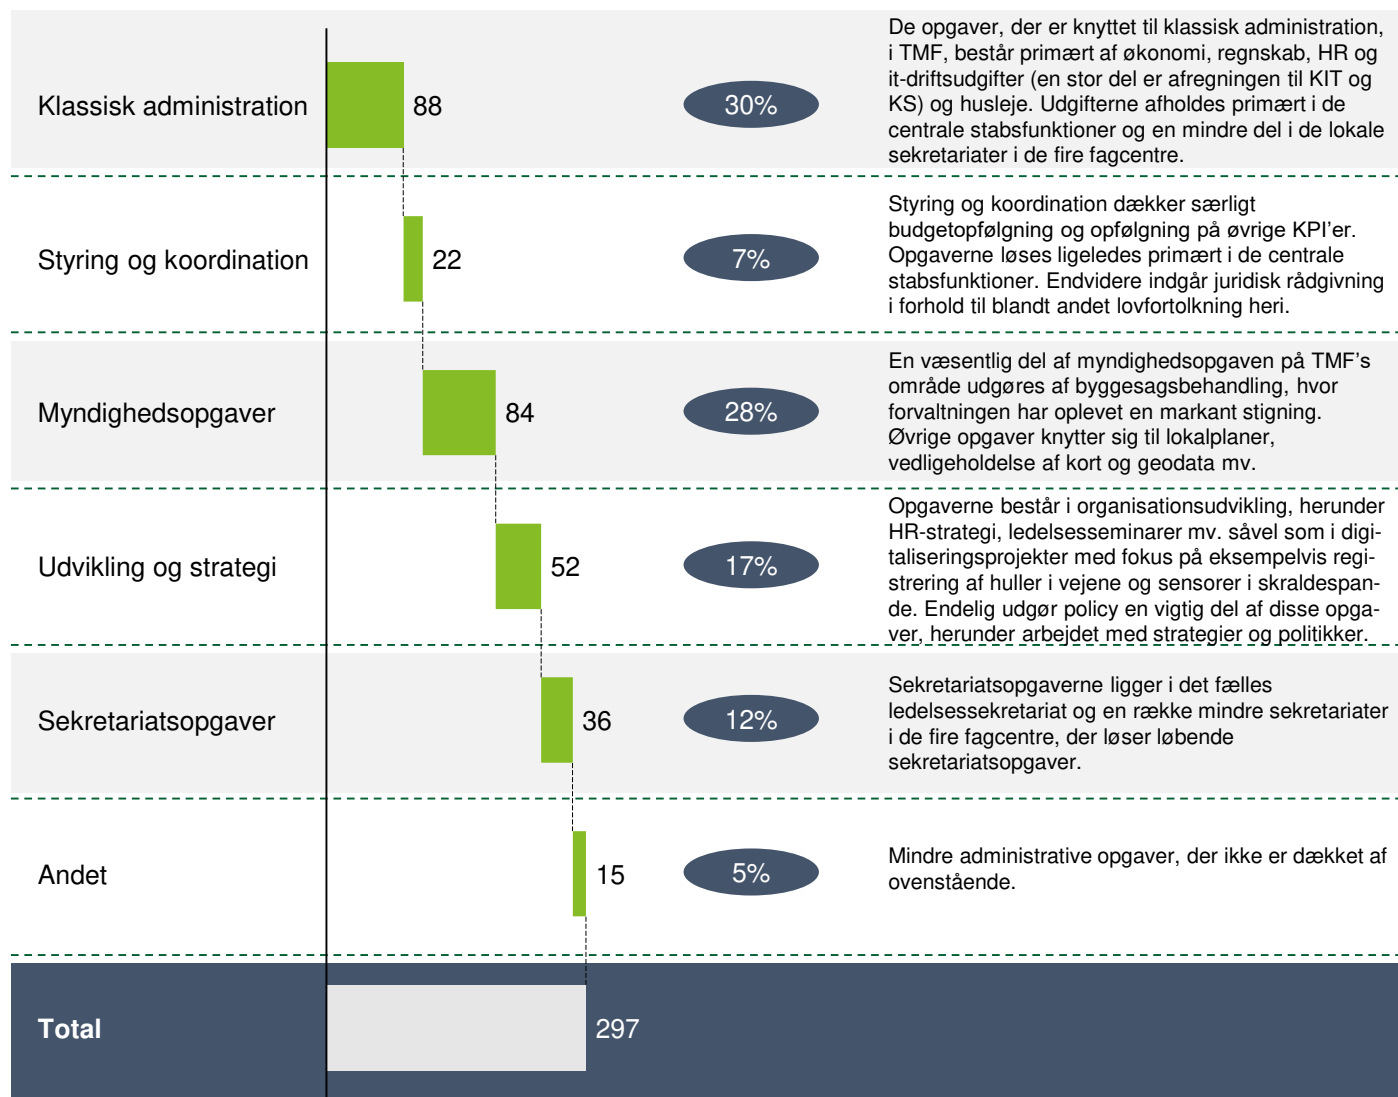 Klassisk administration
88
30%
De opgaver, der er knyttet til klassisk administration,
i TMF, består primært af økonomi, regnskab, HR og
it-driftsudgifter (en stor del er afregningen til KIT og
KS) og husleje. Udgifterne afholdes primært i de
centrale stabsfunktioner og en mindre del i de lokale
sekretariater i de fire fagcentre.
Styring og koordination
22
7%
Styring og koordination dækker særligt
budgetopfølgning og opfølgning på øvrige KPI'er.
Opgaverne løses ligeledes primært i de centrale
stabsfunktioner. Endvidere indgår juridisk rådgivning
i forhold til blandt andet lovfortolkning heri.
Myndighedsopgaver
84
28%
En væsentlig del af myndighedsopgaven på TMF's
område udgøres af byggesagsbehandling, hvor
forvaltningen har oplevet en markant stigning.
Øvrige opgaver knytter sig til lokalplaner,
vedligeholdelse af kort og geodata mv.
Udvikling og strategi
52
17%
Opgaverne består i organisationsudvikling, herunder
HR-strategi, ledelsesseminarer mv. såvel som i digi-
taliseringsprojekter med fokus på eksempelvis regi-
strering af huller i vejene og sensorer i skraldespan-
de. Endelig udgør policy en vigtig del af disse opga-
ver, herunder arbejdet med strategier og politikker.
Sekretariatsopgaver
36
12%
Sekretariatsopgaverne ligger i det fælles
ledelsessekretariat og en række mindre sekretariater
i de fire fagcentre, der løser løbende
sekretariatsopgaver.
Andet
15
5%
Mindre administrative opgaver, der ikke er dækket af
ovenstående.
Total
297